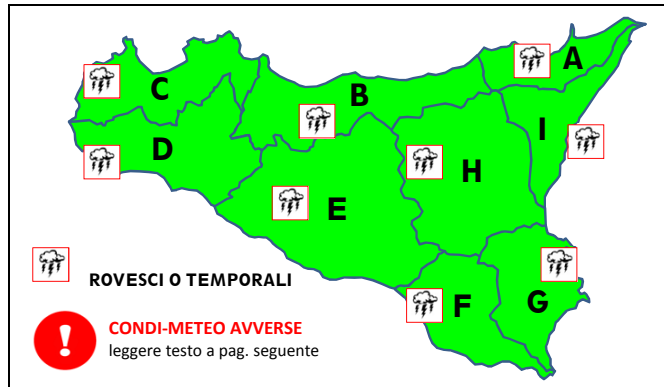 A
C
B
I
D
H
E
ROVESCI O TEMPORALI
F
G
CONDI-METEO AVVERSE
leggere testo a pag. seguente